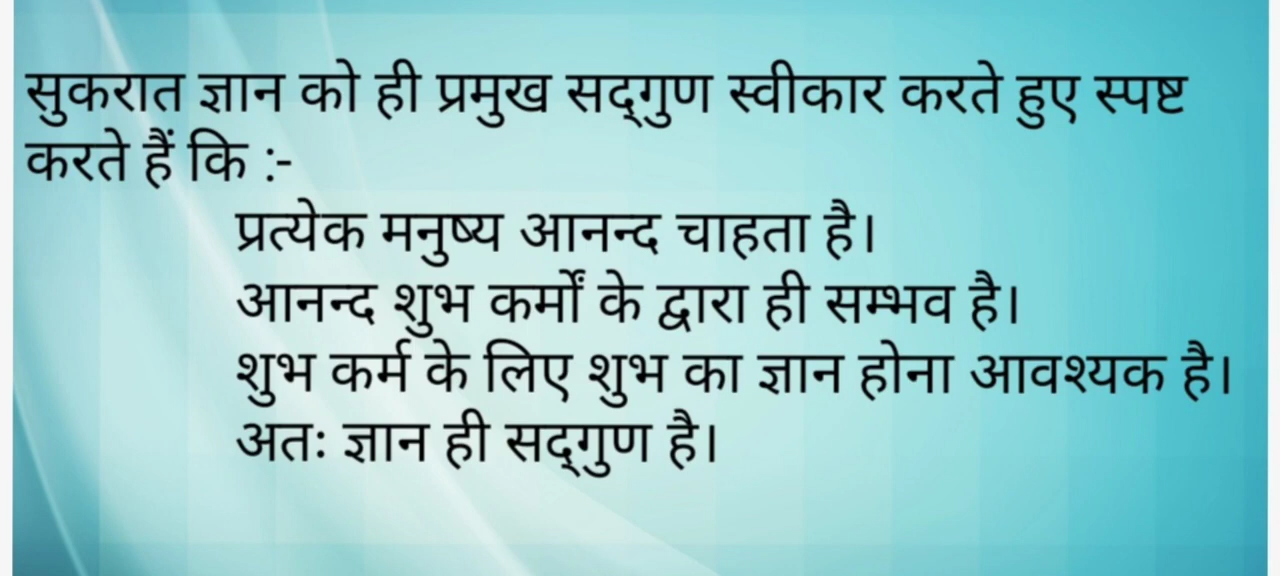 सुकरात ज्ञान को ही प्रमुख सद्‌गुण स्वीकार करते हुए स्पष्ट
करते हैं कि :-
प्रत्येक मनुष्य आनन्द चाहता है।
आनन्द शुभ कर्मों के द्वारा ही सम्भव है।
शुभ कर्म के लिए शुभ का ज्ञान होना आवश्यक है।
अतः ज्ञान ही सद्‌गुण है।